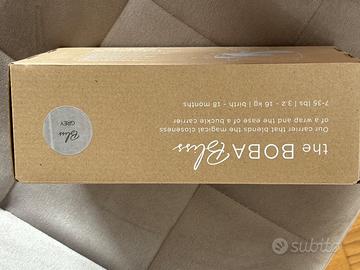 the BOBA Bliss
Our carrier that blends the magical closeness
of a wrap and the ease of a buckle carrier
7-35 lbs | 3.2 - 16 kg | birth - 18 months
Bliss
GREY
subito